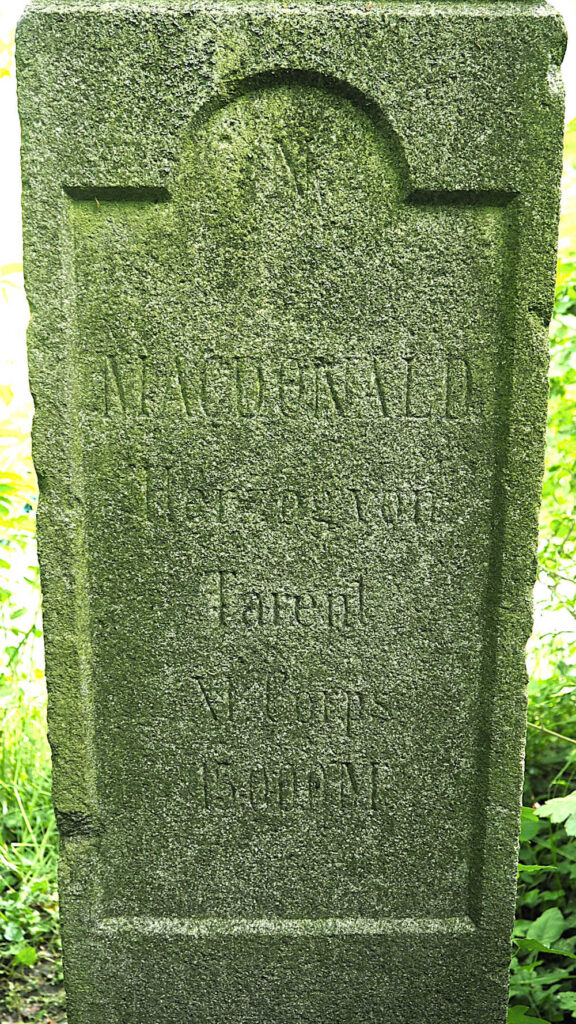 N
MACDONALD
Herzog von
Tarent
XI Corps
15,000 M.